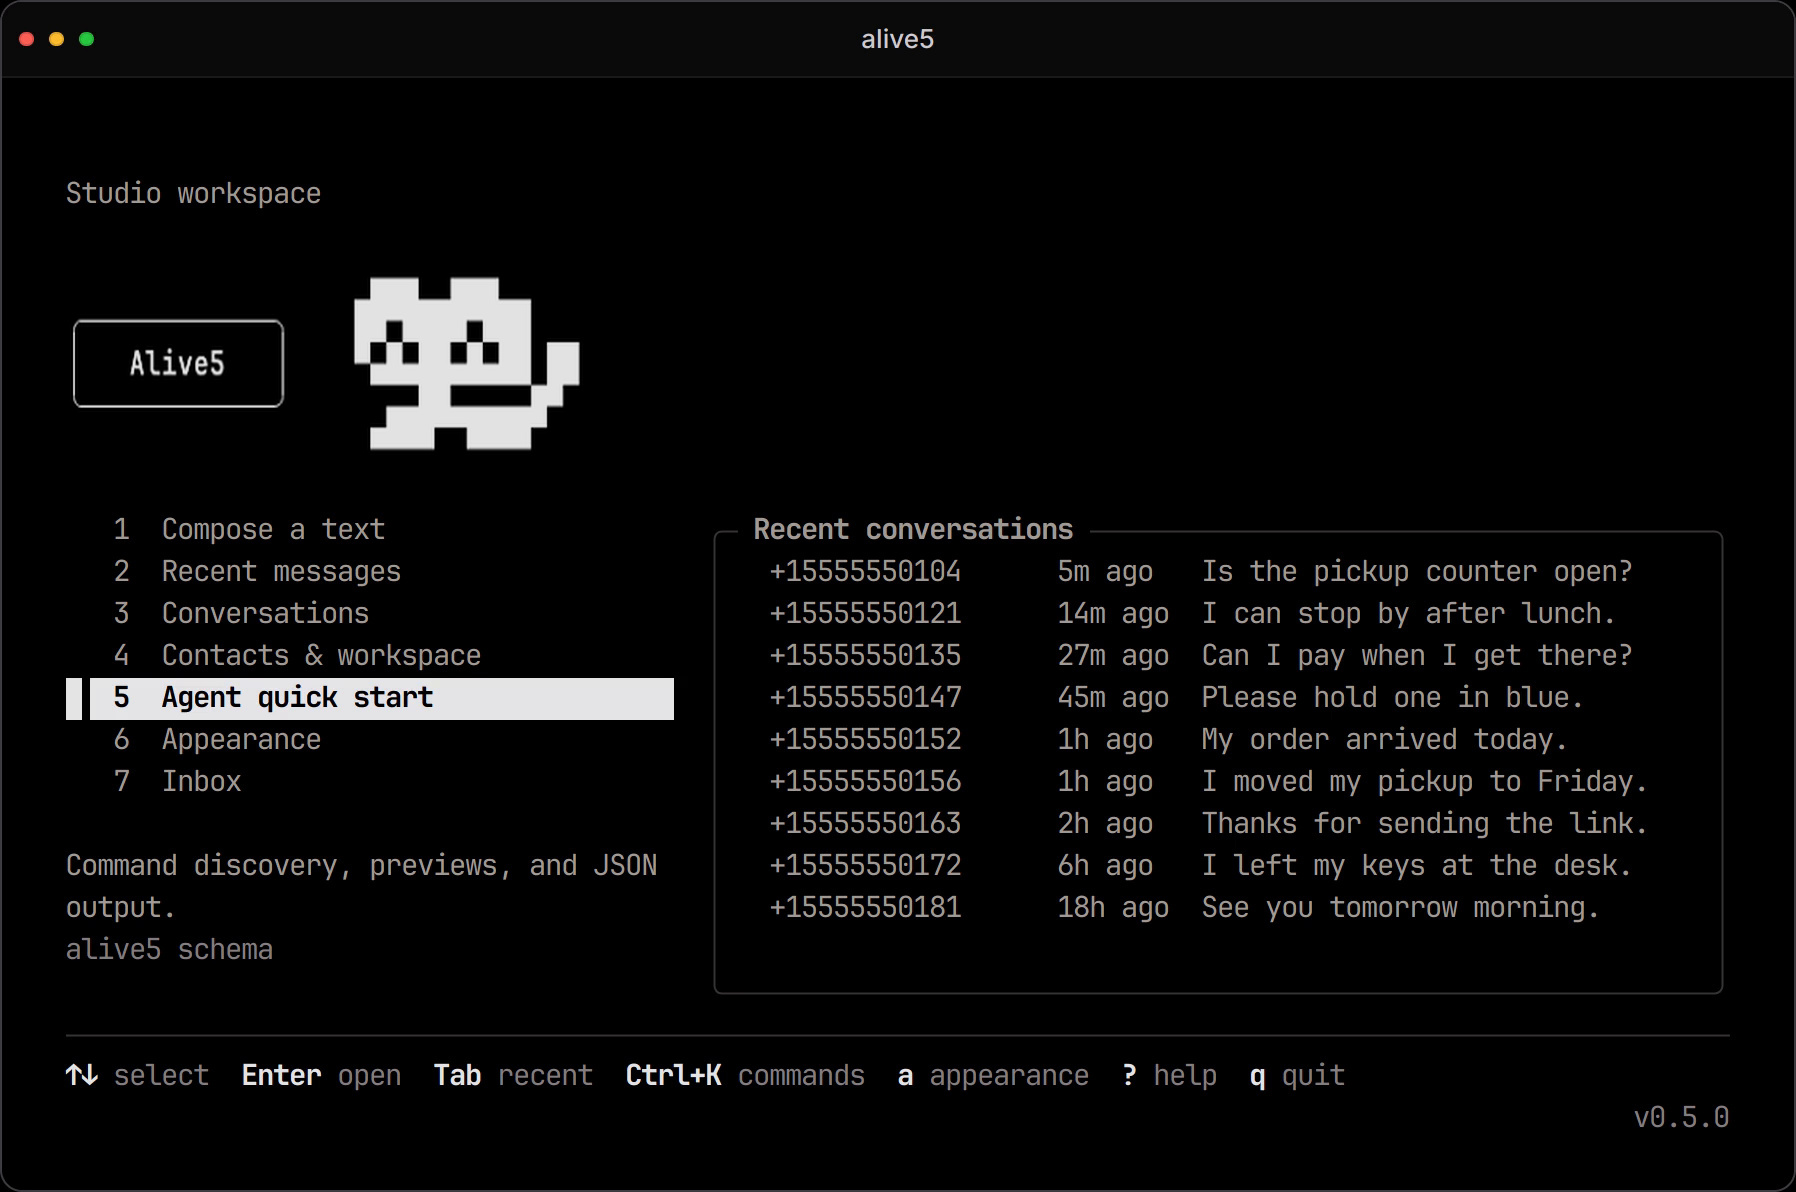 alive5
Studio workspace
Alive5
1 Compose a text
2 Recent messages
3 Conversations
4 Contacts & workspace
5 Agent quick start
6 Appearance
7 Inbox
Command discovery, previews, and JSON
output.
alive5 schema
Recent conversations
+15555550104 5m ago Is the pickup counter open?
+15555550121 14m ago I can stop by after lunch.
+15555550135 27m ago Can I pay when I get there?
+15555550147 45m ago Please hold one in blue.
+15555550152 1h ago My order arrived today.
+15555550156 1h ago I moved my pickup to Friday.
+15555550163 2h ago Thanks for sending the link.
+15555550172 6h ago I left my keys at the desk.
+15555550181 18h ago See you tomorrow morning.
↑↓ select Enter open Tab recent Ctrl+K commands a appearance ? help q quit
v0.5.0